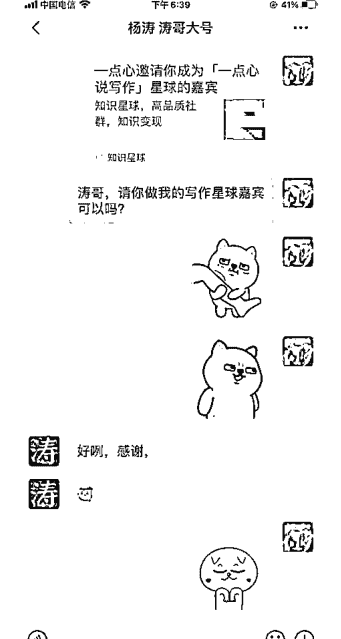 中国电信 下午6:39 41%
杨涛 涛哥大号
一点心邀请你成为「一点心
说写作」星球的嘉宾
知识星球，高品质社
群，知识变现
知识星球
涛哥，请你做我的写作星球嘉宾
可以吗？
涛 好咧，感谢，
涛